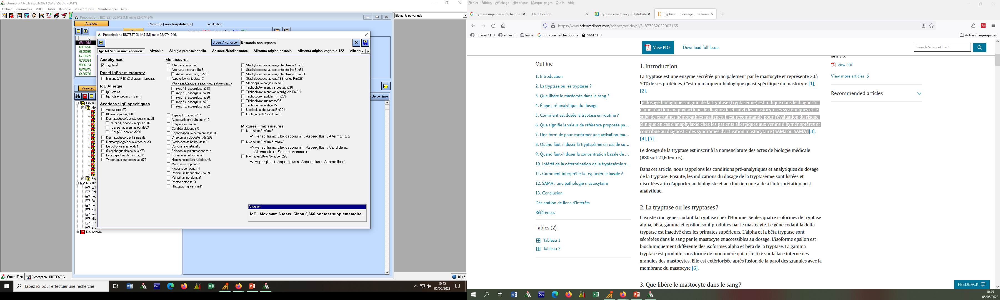 Omnipro 4.6.5.b 28/03/2023 (GADISSEUR ROMY)
Fichier Paramètres PUH Outils Biologie Prescriptions Maintenance Aide
Eléments personnels
Prescription : BIOTEST GLIMS (M) né le 22/07/1946.
Analyses
Patient(e) non hospitalisé(e). Localisation:
Id
6841018
6833226
6825585
6793675
6720034
5886124
6648845
6470768
Analyses
Note générale
Profils
Dictionnaire
Prescription : BIOTEST GLIMS (M) né le 22/07/1946.
Urgent / Non-urgent Demande non urgente
Ige tot/moisissures/acariens Alvéolite Allergie professionnelle Animaux/Médicaments Aliments origine animale Aliments origine végétale 1/2
Anaphylaxie
Tryptase
Panel IgEs : microarray
ImmunoCAP ISAC allergen microarray
IgE Allergie
IgE totales
IgE totale (pédiatr. < 2 ans)
Acariens : IgE spécifiques
Acarus siro,d70
Blomia tropicalis,d201
Dermatophagoïdes pteronyssinus,d1
nDer p1, acarien, majeur,d202
rDer p2, acarien majeur,d203
rDer p23, acarien,d209
Dermatophagoïdes farinae,d2
Dermatophagoïdes microceras,d3
Euroglyphus maynei,d74
Glycyphagus domesticus,d73
Lepidoglyphus destructor,d71
Tyrophagus putrescentiae,d72
Moisissures
Alternaria tenuis,m6
Alternaria alternata,Gm6
rAlt a1, alternaria, m229
Aspergillus fumigatus,m3
Recombinants aspergillus fumigatus
rAsp f 1, aspergilus, m218
rAsp f 2, aspergilus, m219
rAsp f 3, aspergilus, m220
rAsp f 4, aspergilus, m221
rAsp f 6, aspergilus, m222
Aspergillus niger,m207
Aureobasidium pullulans,m12
Botrytis cinerea,m7
Candida albicans,m5
Cephalosporium acremonium,m202
Chaetomium globostum,Rm208
Cladosporium herbarum,m2
Curvularia lunata,m16
Epicoccum purpurascens,m14
Fusarium moniliforme,m9
Helminthosporium halodes,m8
Malassezia spp,m227
Mucor racemosus,m4
Penicillium frequentans,m209
Penicillium notatum,m1
Phoma betae,m13
Rhizopus nigricans,m11
Staphylococcus aureus,entérotoxine A,m80
Staphylococcus aureus,entérotoxine B,m81
Staphylococcus aureus,entérotoxine C,m223
Staphylococcus aureus,TSS toxine,Rm226
Stemphylium botryosum,m10
Trichophyton ment.var goetzii,m210
Trichophyton ment.var interdigitale,Rm211
Trichosporon pullulans,Rm203
Trichophyton rubrum,m205
Trichoderma viride,m15
Ulocladium chartarum,Rm204
Ustilago nuda/tritici,Rm201
Mixtures - moisissures
Mx1:m1+m2+m3+m6
=> Penecilliumc, Cladosporium h., Aspergillus f., Altermania a.
Mx2:m1+m2+m3+m5+m6+m8
=> Penecilliumc, Cladosporium h., Aspergillus f., Candida a.,
Altermania a., Setonelanomma r.
Mx4:m3+m207+m3+m36+m228
=> Aspergillus f., Aspergillus n., Aspergillus t., Aspergillus f.
Attention
IgE : Maximum 6 tests. Sinon 8,66€ par test supplémentaire.
OmniPro Prescription - BIOTEST G
10:45
Tapez ici pour effectuer une recherche
10:45
05/06/2023
Fichier Édition Affichage Historique Marque-pages Outils Aide
tryptase urgences – Recherche
Identification
tryptase emergency - UpToDate
Tryptase : un dosage, une form
https://www.sciencedirect.com/science/article/pii/S1877032022003165
Intranet CHU e-Health Inami goo - Recherche Google SAM CHU Autres marque-pages
View PDF Download full issue
Search ScienceDirect
Outline
1. Introduction
2. La tryptase ou les tryptases ?
3. Que libère le mastocyte dans le sang ?
4. Étape pré-analytique du dosage
5. Comment est dosée la tryptase en routine ?
6. Que signifie la valeur de référence proposée pa...
7. Une formule pour confirmer une activation ma...
8. Quand faut-il doser la tryptasémie en cas de su...
9. Quand faut-il doser la concentration basale de ...
10. Intérêt de la détermination de la tryptasémie s...
11. Comment interpréter la tryptasémie basale ?
12. SAMA : une pathologie mastocytaire
13. Conclusion
Déclaration de liens d’intérêts
Références
Tables (2)
Tableau 1
Tableau 2
1. Introduction
La tryptase est une enzyme sécrétée principalement par le mastocyte et représente 20 à
50% de ses protéines. C’est un marqueur biologique quasi-spécifique du mastocyte [1],
[2].
Le dosage biologique sanguin de la tryptase (tryptasémie) est indiqué dans le diagnostic
d’une réaction anaphylactique, le diagnostic et suivi des mastocytoses systémiques et le
suivi de certaines hémopathies malignes. Il est recommandé pour l’évaluation du risque
clinique en cas d’anaphylaxie chez les patients allergiques aux venins d’hyménoptères et
contribue au diagnostic des syndromes d’activation mastocytaire (SAMa ou SAMA) [3],
[4], [5].
Le dosage de la tryptase est inscrit à la nomenclature des actes de biologie médicale
(B80 soit 21,60 euros).
Dans cet article, nous rappelons les conditions pré-analytiques et analytiques du dosage
de la tryptase. Ensuite, les indications du dosage de la tryptasémie sont listées et
discutées afin d’apporter au biologiste et au clinicien une aide à l’interprétation post-
analytique.
2. La tryptase ou les tryptases ?
Il existe cinq gènes codant la tryptase chez l’Homme. Seules quatre isoformes de tryptase
alpha, bêta, gamma et epsilon sont produites par le mastocyte. Le gène codant la delta
tryptase est inactivé chez les primates supérieurs. L’alpha et la bêta tryptase sont
sécrétées dans le sang par le mastocyte et accessibles au dosage. L’isoforme epsilon est
biochimiquement différente des isoformes alpha et bêta de la tryptase. La gamma
tryptase est produite sous forme de monomère qui reste fixé sur la face interne des
granules des mastocytes. Elle est extériorisée après fusion de la paroi des granules avec la
membrane du mastocyte [6].
3. Que libère le mastocyte dans le sang ?
de la SFA
View PDF
View more articles
Recommended articles
FEEDBACK
10:45
05/06/2023